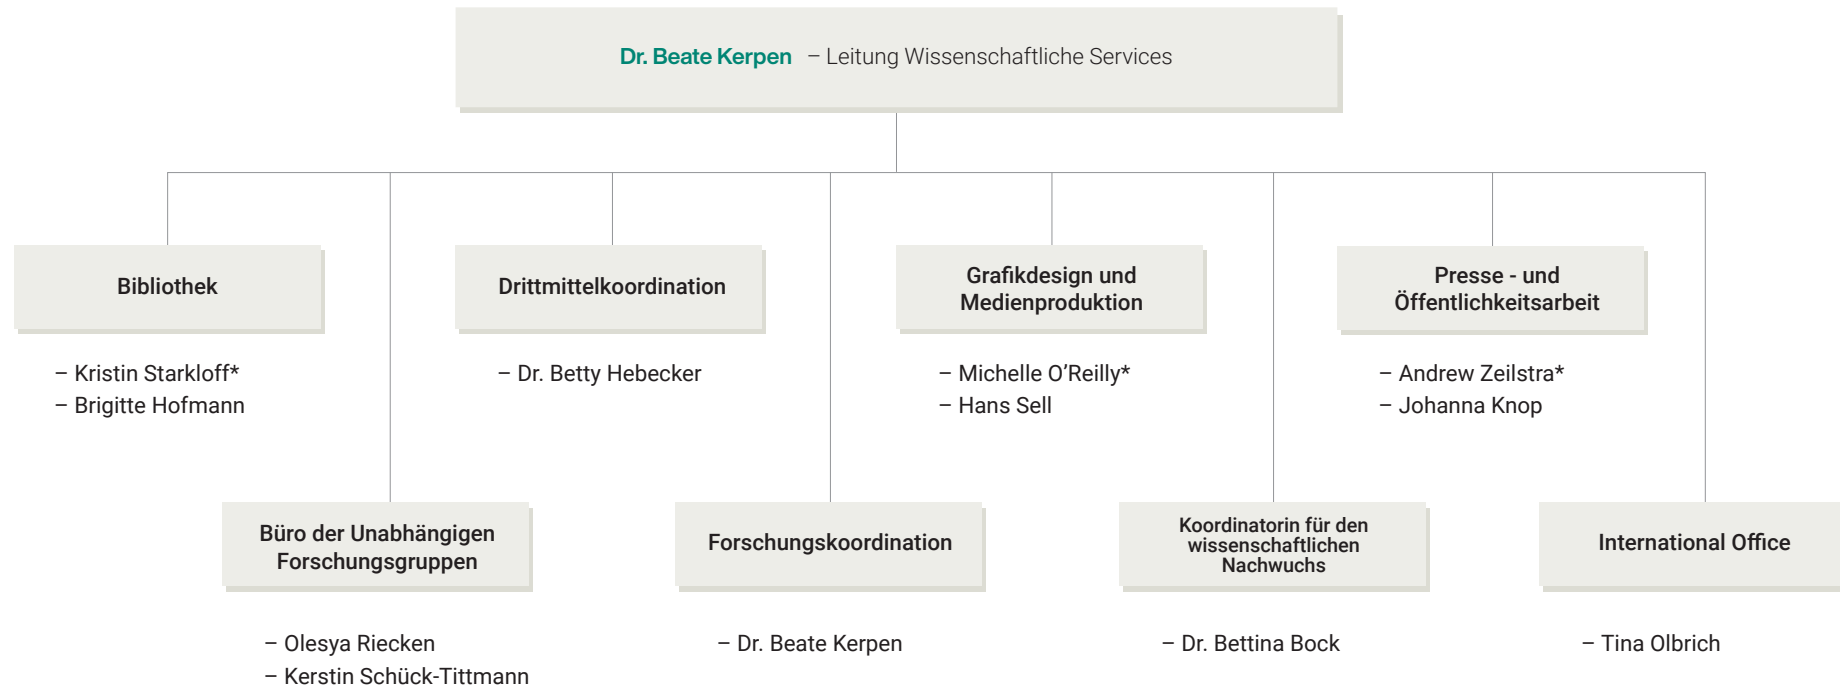 Dr. Beate Kerpen – Leitung Wissenschaftliche Services
Bibliothek
– Kristin Starkloff*
– Brigitte Hofmann
Drittmittelkoordination
– Dr. Betty Hebecker
Grafikdesign und
Medienproduktion
– Michelle O’Reilly*
– Hans Sell
Presse - und
Öffentlichkeitsarbeit
– Andrew Zeilstra*
– Johanna Knop
Büro der Unabhängigen
Forschungsgruppen
– Olesya Riecken
– Kerstin Schück-Tittmann
Forschungskoordination
– Dr. Beate Kerpen
Koordinatorin für den
wissenschaftlichen
Nachwuchs
– Dr. Bettina Bock
International Office
– Tina Olbrich